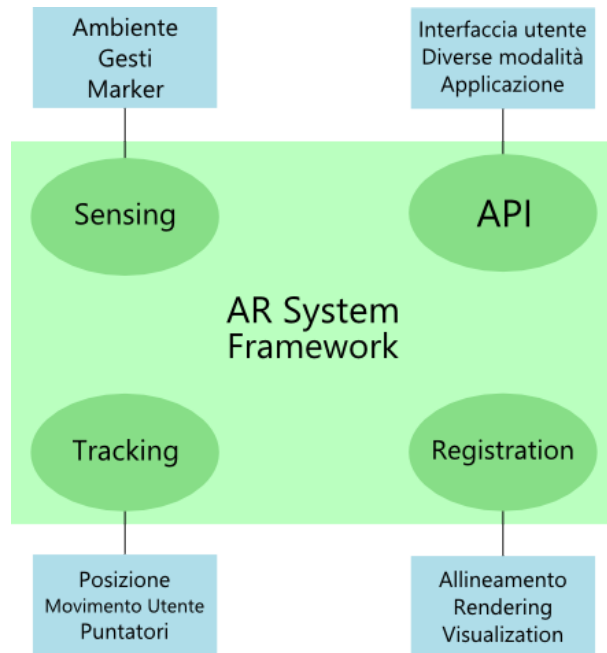 Ambiente
Gesti
Marker
Interfaccia utente
Diverse modalità
Applicazione
Sensing
API
AR System
Framework
Tracking
Registration
Posizione
Movimento Utente
Puntatori
Allineamento
Rendering
Visualization